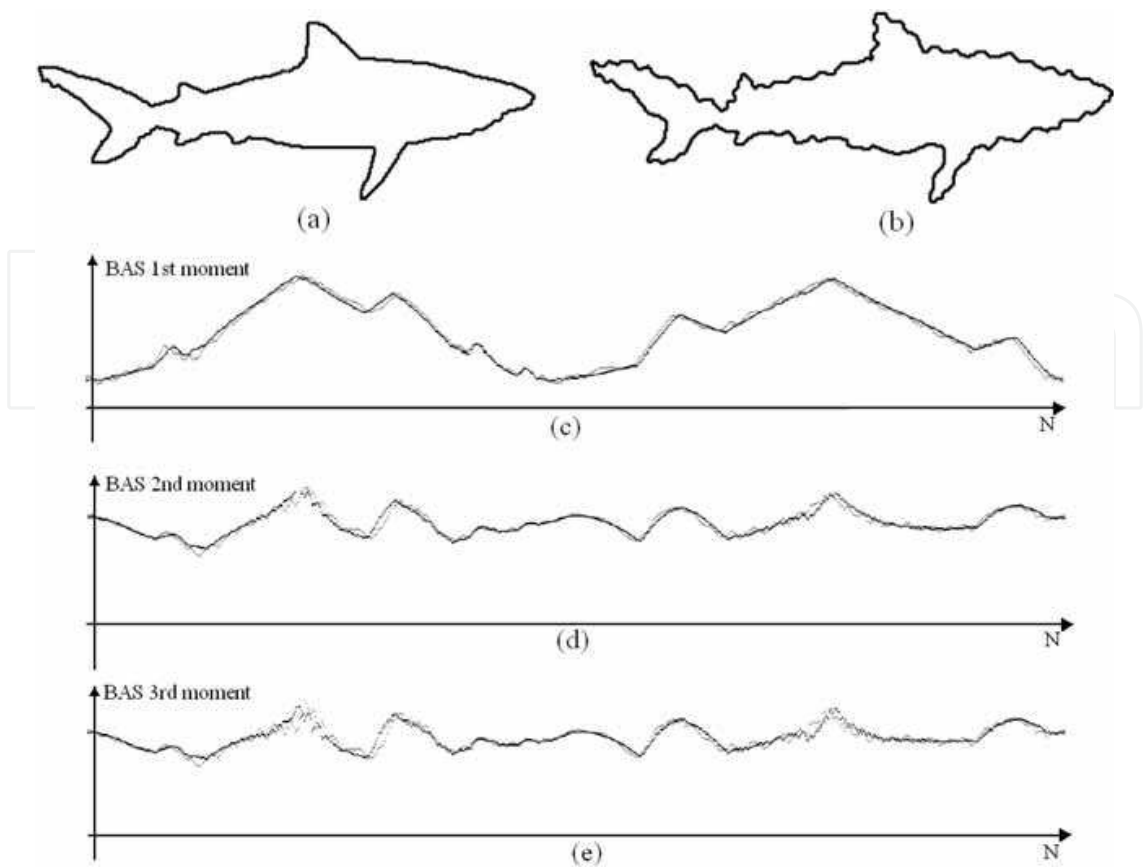 (a)
(b)
BAS 1st moment
N
(c)
BAS 2nd moment
N
(d)
BAS 3rd moment
N
(e)